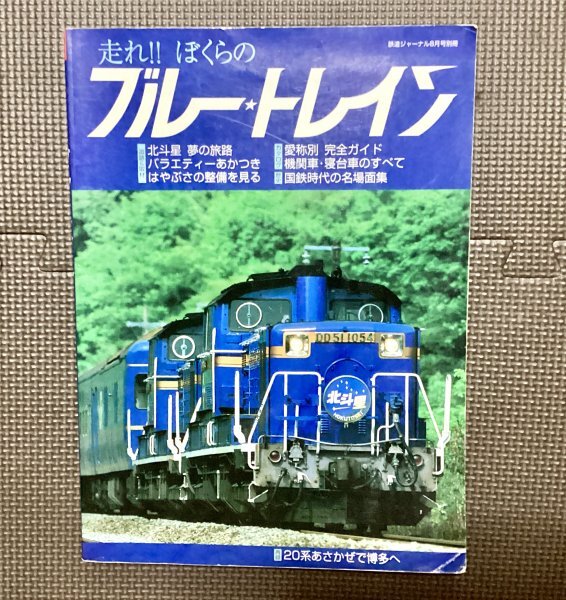 鉄道ジャーナル6月号別冊
走れ!! ぼくらの
ブルー★トレイン
北斗星 夢の旅路
バラエティーあかつき
はやぶさの整備を見る
愛称別 完全ガイド
機関車・寝台車のすべて
国鉄時代の名場面集
DD51 1054
北斗星
HOKUTOSEI
20系あさかぜで博多へ